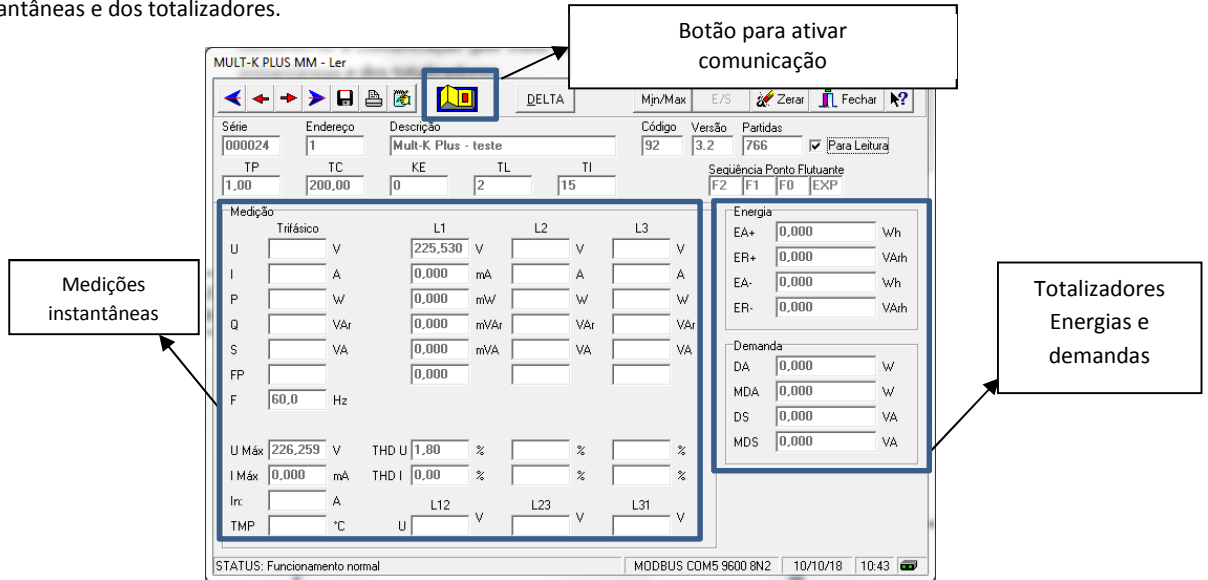 antâneas e dos totalizadores.
Botão para ativar
comunicação
MULT-K PLUS MM - Ler
DELTA Mjn/Max E/S Zerar Fechar
Série Endereço Descrição Código Versão Partidas
000024 1 Mult-K Plus - teste 92 3.2 766 Para Leitura
TP TC KE TL TI Seqüência Ponto Flutuante
1,00 200,00 0 2 15 F2 F1 F0 EXP
Medição
Trifásico L1 L2 L3
U V 225,530 V V V
I A 0,000 mA A A
P W 0,000 mW W W
Q VAr 0,000 mVAr VAr VAr
S VA 0,000 mVA VA VA
FP 0,000
F 60,0 Hz
U Máx 226,259 V THD U 1,80 % % %
I Máx 0,000 mA THD I 0,00 % % %
In: A L12 L23 L31
TMP °C U V V V
Energia
EA+ 0,000 Wh
ER+ 0,000 VArh
EA- 0,000 Wh
ER- 0,000 VArh
Demanda
DA 0,000 W
MDA 0,000 W
DS 0,000 VA
MDS 0,000 VA
STATUS: Funcionamento normal MODBUS COM5 9600 8N2 10/10/18 10:43
Medições
instantâneas
Totalizadores
Energias e
demandas